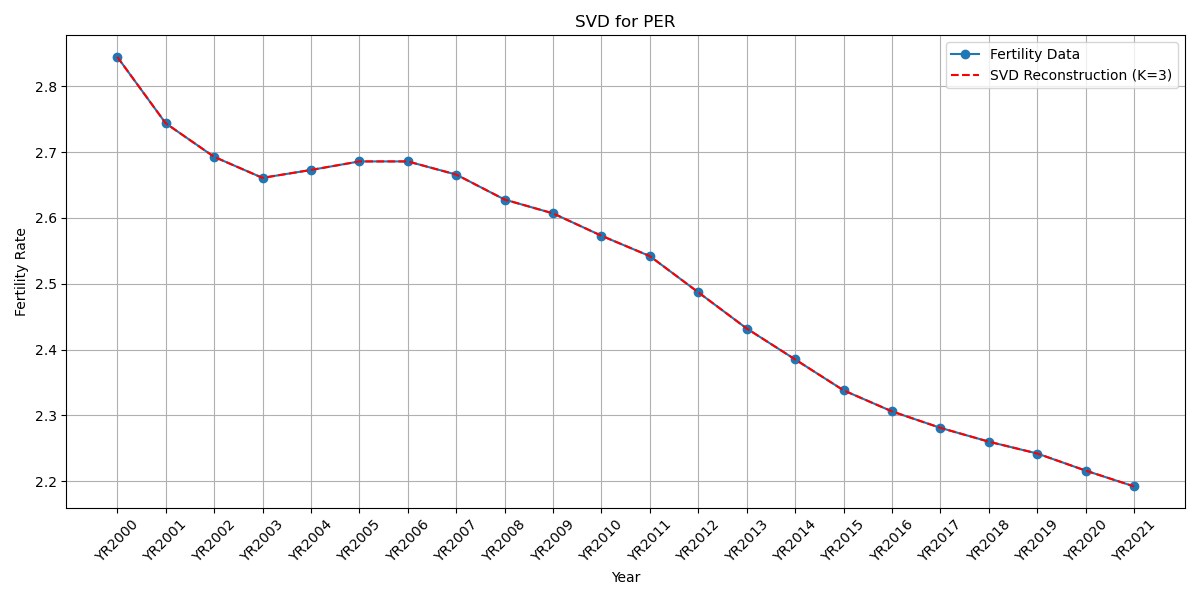 SVD for PER
Fertility Data
SVD Reconstruction (K=3)
Fertility Rate
2.8
2.7
2.6
2.5
2.4
2.3
2.2
YR2000
YR2001
YR2002
YR2003
YR2004
YR2005
YR2006
YR2007
YR2008
YR2009
YR2010
YR2011
YR2012
YR2013
YR2014
YR2015
YR2016
YR2017
YR2018
YR2019
YR2020
YR2021
Year